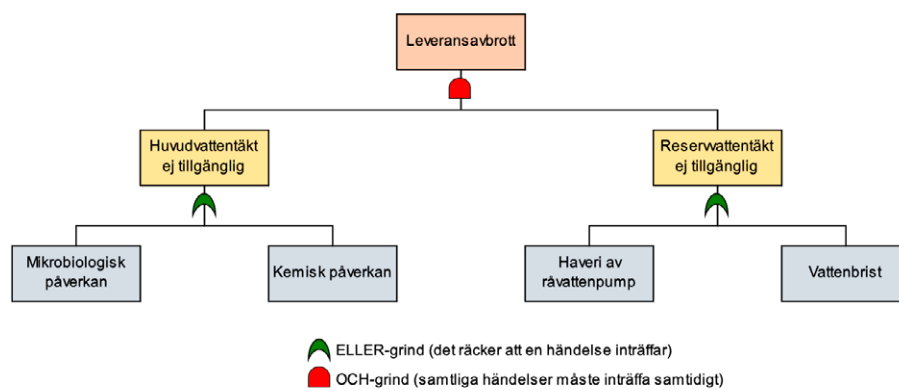 Leveransavbrott
Huvudvattentäkt
ej tillgänglig
Reservvattentäkt
ej tillgänglig
Mikrobiologisk
påverkan
Kemisk påverkan
Haveri av
råvattenpump
Vattenbrist
ELLER-grind (det räcker att en händelse inträffar)
OCH-grind (samtliga händelser måste inträffa samtidigt)